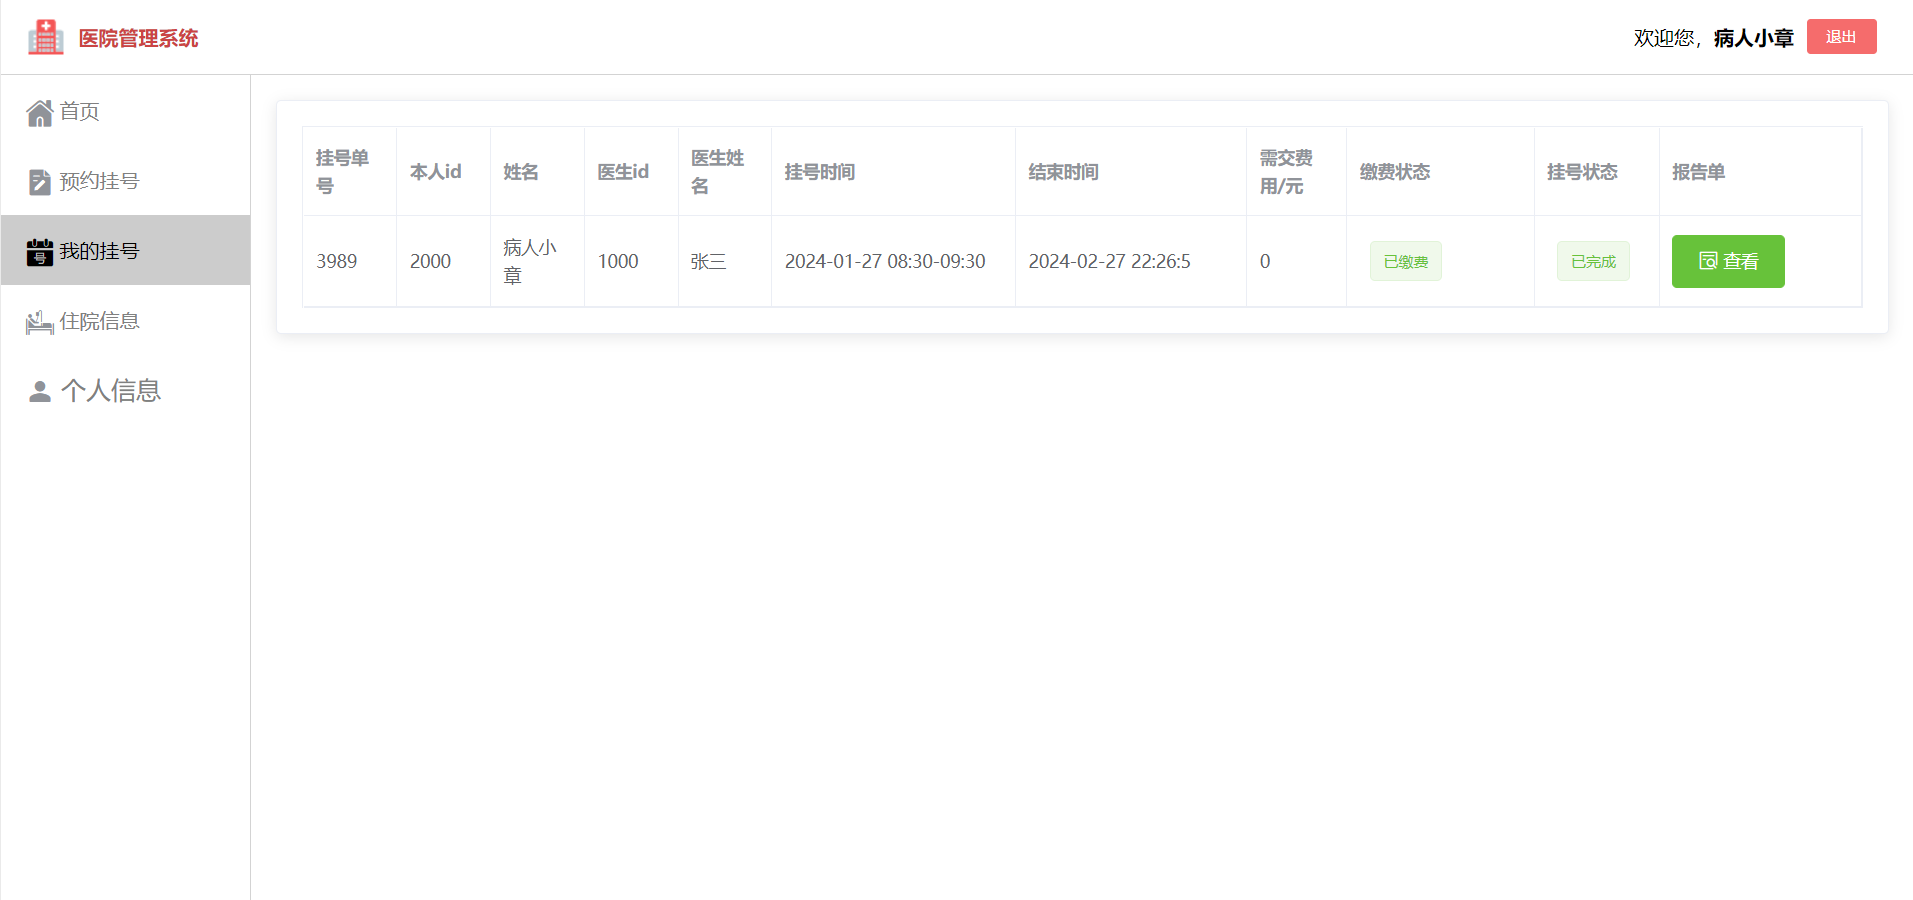 医院管理系统
欢迎您，病人小章 退出
首页
预约挂号
我的挂号
住院信息
个人信息
挂号单号 本人id 姓名 医生id 医生姓名 挂号时间 结束时间 需交费用/元 缴费状态 挂号状态 报告单
3989 2000 病人小章 1000 张三 2024-01-27 08:30-09:30 2024-02-27 22:26:5 0 已缴费 已完成 查看